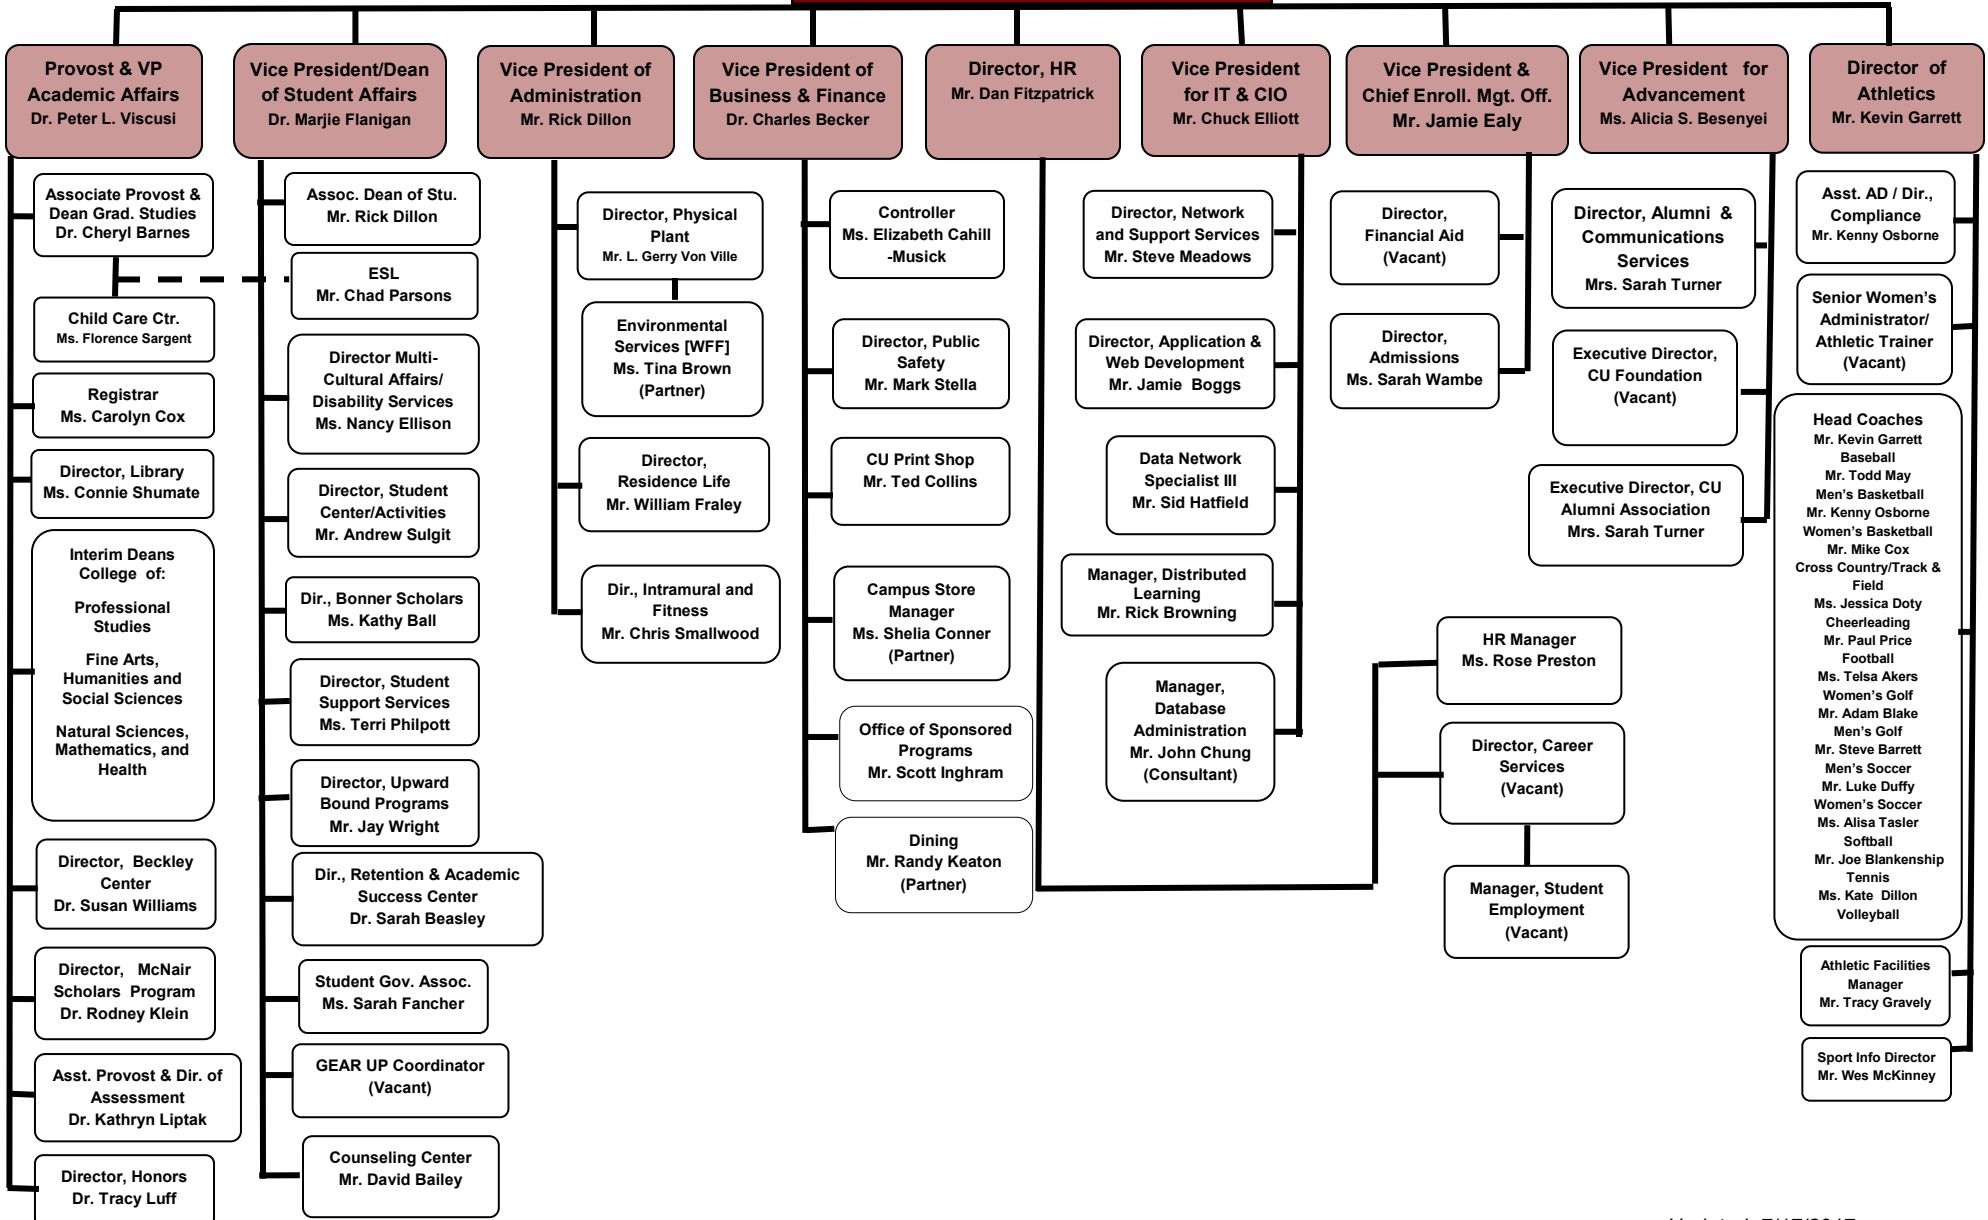 Provost & VP
Academic Affairs
Dr. Peter L. Viscusi
Vice President/Dean
of Student Affairs
Dr. Marjie Flanigan
Vice President of
Administration
Mr. Rick Dillon
Vice President of
Business & Finance
Dr. Charles Becker
Director, HR
Mr. Dan Fitzpatrick
Vice President
for IT & CIO
Mr. Chuck Elliott
Vice President &
Chief Enroll. Mgt. Off.
Mr. Jamie Ealy
Vice President for
Advancement
Ms. Alicia S. Besenyei
Director of
Athletics
Mr. Kevin Garrett
Associate Provost &
Dean Grad. Studies
Dr. Cheryl Barnes
Child Care Ctr.
Ms. Florence Sargent
Registrar
Ms. Carolyn Cox
Director, Library
Ms. Connie Shumate
Interim Deans
College of:
Professional
Studies
Fine Arts,
Humanities and
Social Sciences
Natural Sciences,
Mathematics, and
Health
Director, Beckley
Center
Dr. Susan Williams
Director, McNair
Scholars Program
Dr. Rodney Klein
Asst. Provost & Dir. of
Assessment
Dr. Kathryn Liptak
Director, Honors
Dr. Tracy Luff
Assoc. Dean of Stu.
Mr. Rick Dillon
ESL
Mr. Chad Parsons
Director Multi-
Cultural Affairs/
Disability Services
Ms. Nancy Ellison
Director, Student
Center/Activities
Mr. Andrew Sulgit
Dir., Bonner Scholars
Ms. Kathy Ball
Director, Student
Support Services
Ms. Terri Philpott
Director, Upward
Bound Programs
Mr. Jay Wright
Dir., Retention & Academic
Success Center
Dr. Sarah Beasley
Student Gov. Assoc.
Ms. Sarah Fancher
GEAR UP Coordinator
(Vacant)
Counseling Center
Mr. David Bailey
Director, Physical
Plant
Mr. L. Gerry Von Ville
Environmental
Services [WFF]
Ms. Tina Brown
(Partner)
Director,
Residence Life
Mr. William Fraley
Dir., Intramural and
Fitness
Mr. Chris Smallwood
Controller
Ms. Elizabeth Cahill
-Musick
Director, Public
Safety
Mr. Mark Stella
CU Print Shop
Mr. Ted Collins
Campus Store
Manager
Ms. Shelia Conner
(Partner)
Office of Sponsored
Programs
Mr. Scott Inghram
Dining
Mr. Randy Keaton
(Partner)
Director, Network
and Support Services
Mr. Steve Meadows
Director, Application &
Web Development
Mr. Jamie Boggs
Data Network
Specialist III
Mr. Sid Hatfield
Manager, Distributed
Learning
Mr. Rick Browning
Manager,
Database
Administration
Mr. John Chung
(Consultant)
HR Manager
Ms. Rose Preston
Director, Career
Services
(Vacant)
Manager, Student
Employment
(Vacant)
Director,
Financial Aid
(Vacant)
Director,
Admissions
Ms. Sarah Wambe
Director, Alumni &
Communications
Services
Mrs. Sarah Turner
Executive Director,
CU Foundation
(Vacant)
Executive Director, CU
Alumni Association
Mrs. Sarah Turner
Asst. AD / Dir.,
Compliance
Mr. Kenny Osborne
Senior Women's
Administrator/
Athletic Trainer
(Vacant)
Head Coaches
Mr. Kevin Garrett
Baseball
Mr. Todd May
Men's Basketball
Mr. Kenny Osborne
Women's Basketball
Mr. Mike Cox
Cross Country/Track &
Field
Ms. Jessica Doty
Cheerleading
Mr. Paul Price
Football
Ms. Telsa Akers
Women's Golf
Mr. Adam Blake
Men's Golf
Mr. Steve Barrett
Men's Soccer
Mr. Luke Duffy
Women's Soccer
Ms. Alisa Tasler
Softball
Mr. Joe Blankenship
Tennis
Ms. Kate Dillon
Volleyball
Athletic Facilities
Manager
Mr. Tracy Gravely
Sport Info Director
Mr. Wes McKinney